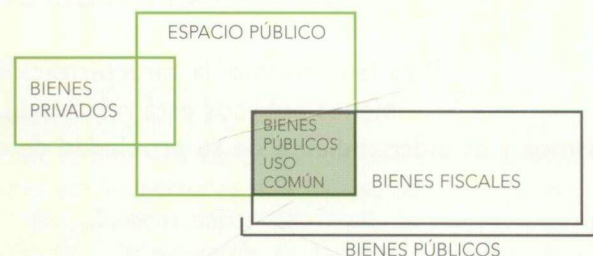 ESPACIO PÚBLICO
BIENES
PRIVADOS
BIENES
PÚBLICOS
USO
COMÚN
BIENES FISCALES
BIENES PÚBLICOS